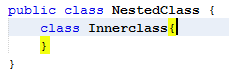 public class NestedClass {
class Innerclass{
}
}